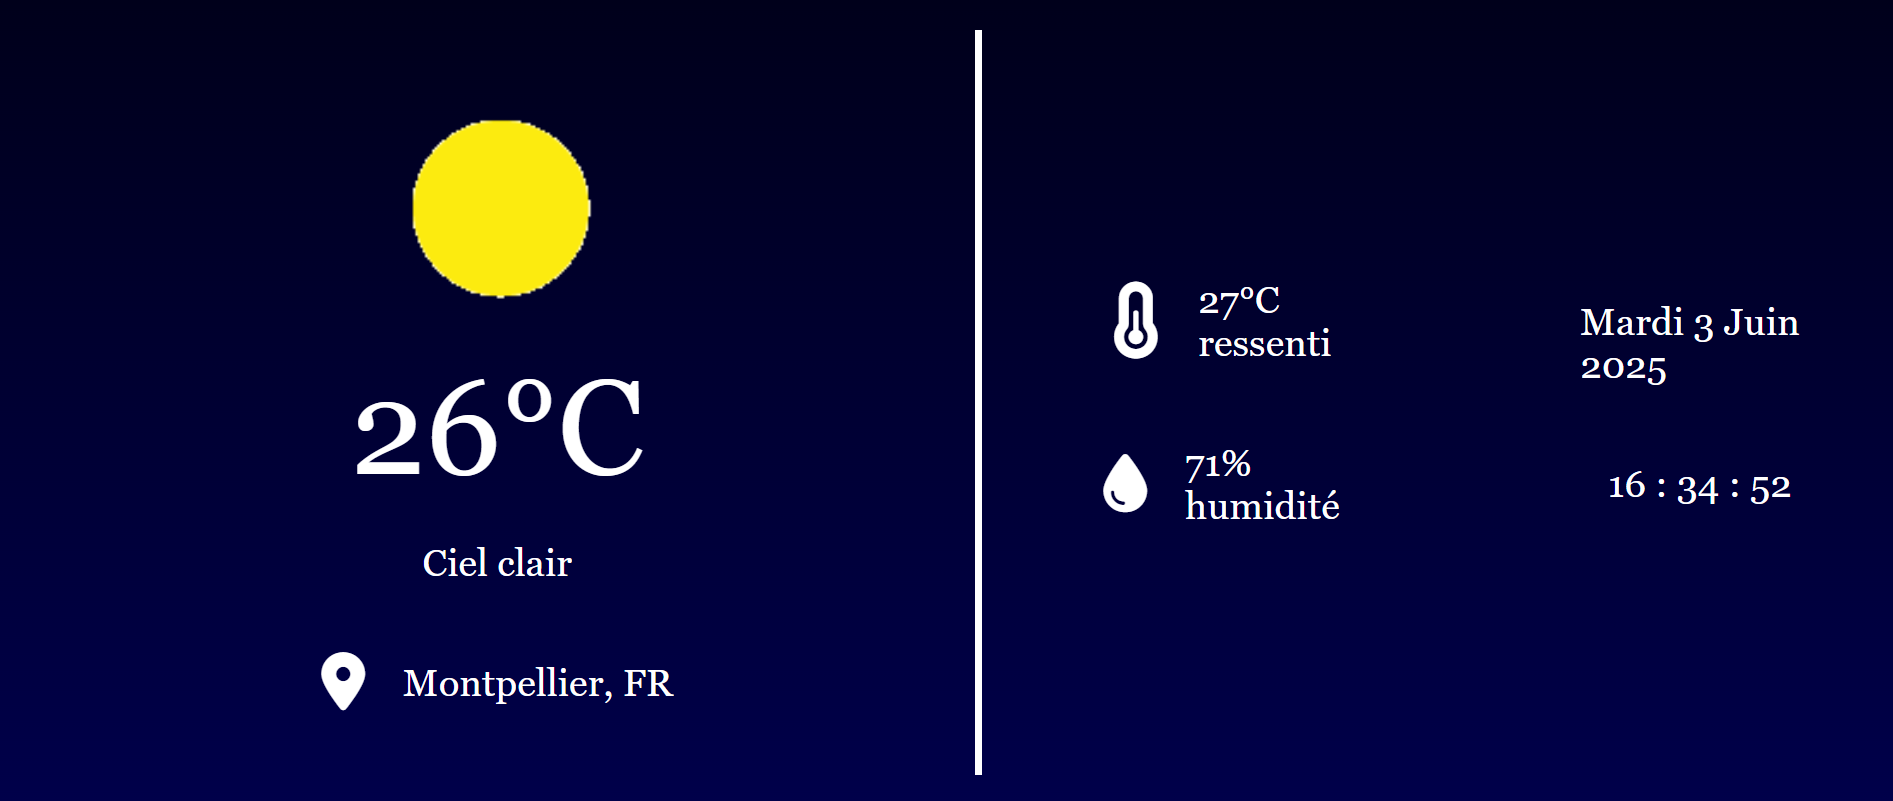 26°C
Ciel clair
Montpellier, FR
27°C
ressenti
71%
humidité
Mardi 3 Juin
2025
16 : 34 : 52